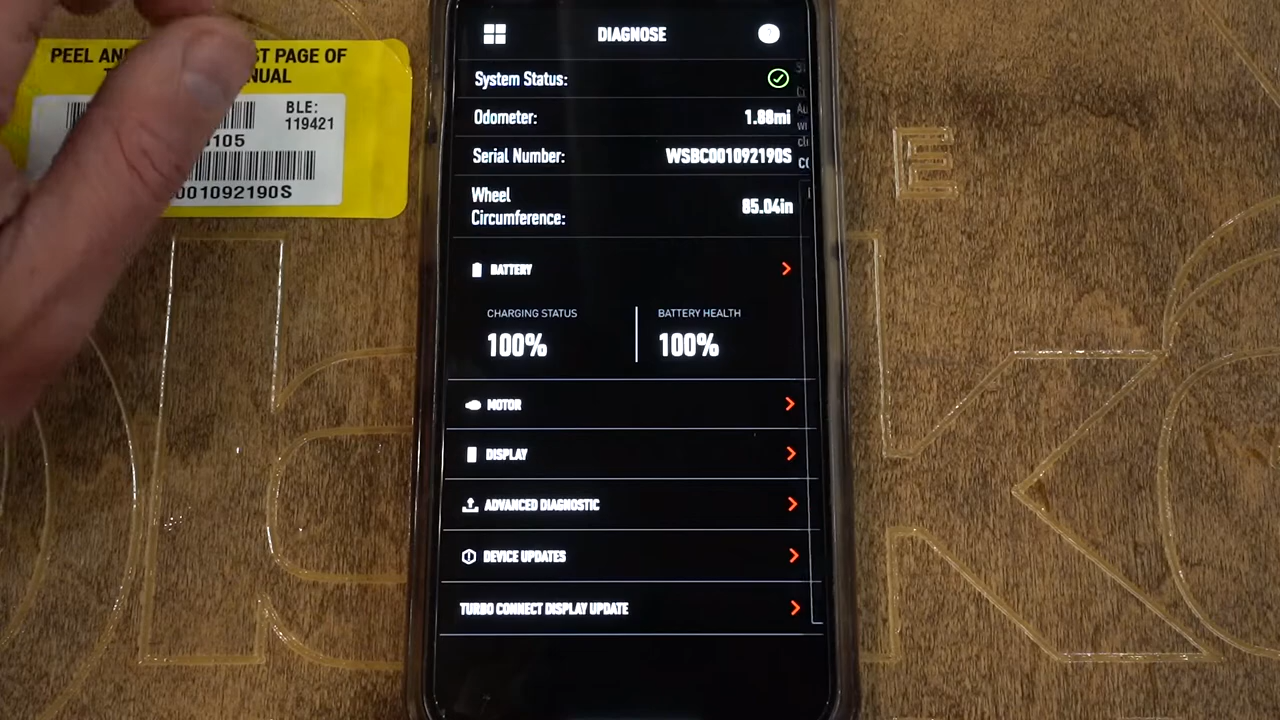 PEEL AN ST PAGE OF
NUAL
BLE:
119421
105
001092190S
DIAGNOSE
?
System Status:
Odometer: 1.88mi
Serial Number: WSBC001092190S
Wheel
Circumference: 85.04in
BATTERY
CHARGING STATUS BATTERY HEALTH
100% 100%
MOTOR
DISPLAY
ADVANCED DIAGNOSTIC
DEVICE UPDATES
TURBO CONNECT DISPLAY UPDATE